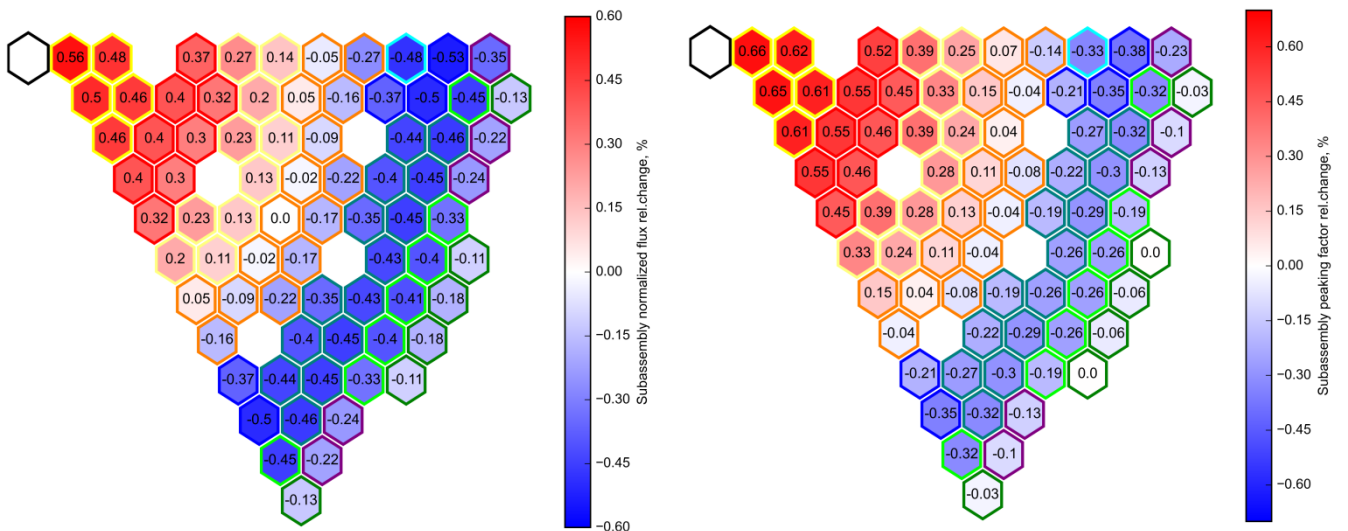 0.56 0.48 0.37 0.27 0.14 -0.05 -0.27 -0.48 -0.53 -0.35
0.5 0.46 0.4 0.32 0.2 0.05 -0.16 -0.37 -0.5 -0.45 -0.13
0.46 0.4 0.3 0.23 0.11 -0.09 -0.44 -0.46 -0.22
0.4 0.3 0.13 -0.02 -0.22 -0.4 -0.45 -0.24
0.32 0.23 0.13 0.0 -0.17 -0.35 -0.45 -0.33
0.2 0.11 -0.02 -0.17 -0.43 -0.4 -0.11
0.05 -0.09 -0.22 -0.35 -0.43 -0.41 -0.18
-0.16 -0.4 -0.45 -0.4 -0.18
-0.37 -0.44 -0.45 -0.33 -0.11
-0.5 -0.46 -0.24
-0.45 -0.22
-0.13
0.60
0.45
0.30
0.15
0.00
−0.15
−0.30
−0.45
−0.60
Subassembly normalized flux rel.change, %
0.66 0.62 0.52 0.39 0.25 0.07 -0.14 -0.33 -0.38 -0.23
0.65 0.61 0.55 0.45 0.33 0.15 -0.04 -0.21 -0.35 -0.32 -0.03
0.61 0.55 0.46 0.39 0.24 0.04 -0.27 -0.32 -0.1
0.55 0.46 0.28 0.11 -0.08 -0.22 -0.3 -0.13
0.45 0.39 0.28 0.13 -0.04 -0.19 -0.29 -0.19
0.33 0.24 0.11 -0.04 -0.26 -0.26 0.0
0.15 0.04 -0.08 -0.19 -0.26 -0.26 -0.06
-0.04 -0.22 -0.29 -0.26 -0.06
-0.21 -0.27 -0.3 -0.19 0.0
-0.35 -0.32 -0.13
-0.32 -0.1
-0.03
0.60
0.45
0.30
0.15
0.00
−0.15
−0.30
−0.45
−0.60
Subassembly peaking factor rel.change, %